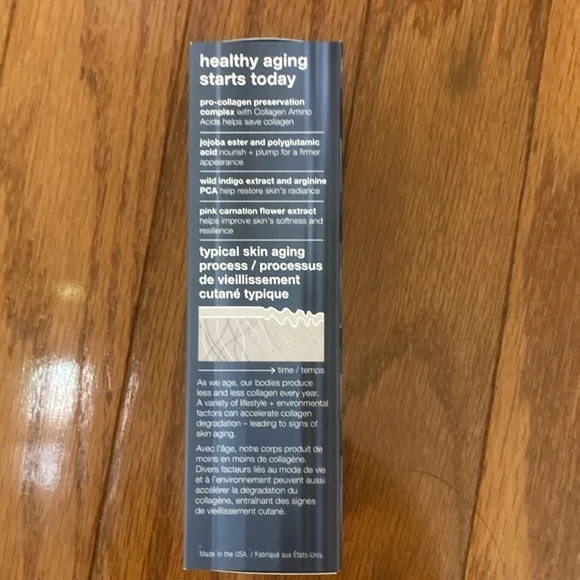 healthy aging
starts today
pro-collagen preservation
complex with Collagen Amino
Acids helps save collagen
jojoba ester and polyglutamic
acid nourish + plump for a firmer
appearance
wild indigo extract and arginine
PCA help restore skin's radiance
pink carnation flower extract
helps improve skin's softness and
resilience
typical skin aging
process / processus
de vieillissement
cutané typique
time / temps
As we age, our bodies produce
less and less collagen every year.
A variety of lifestyle + environmental
factors can accelerate collagen
degradation – leading to signs of
skin aging.
Avec l'âge, notre corps produit de
moins en moins de collagène.
Divers facteurs liés au mode de vie
et à l'environnement peuvent aussi
accélérer la dégradation du
collagène, entraînant des signes
de vieillissement cutané.
Made in the USA. / Fabriqué aux États-Unis.